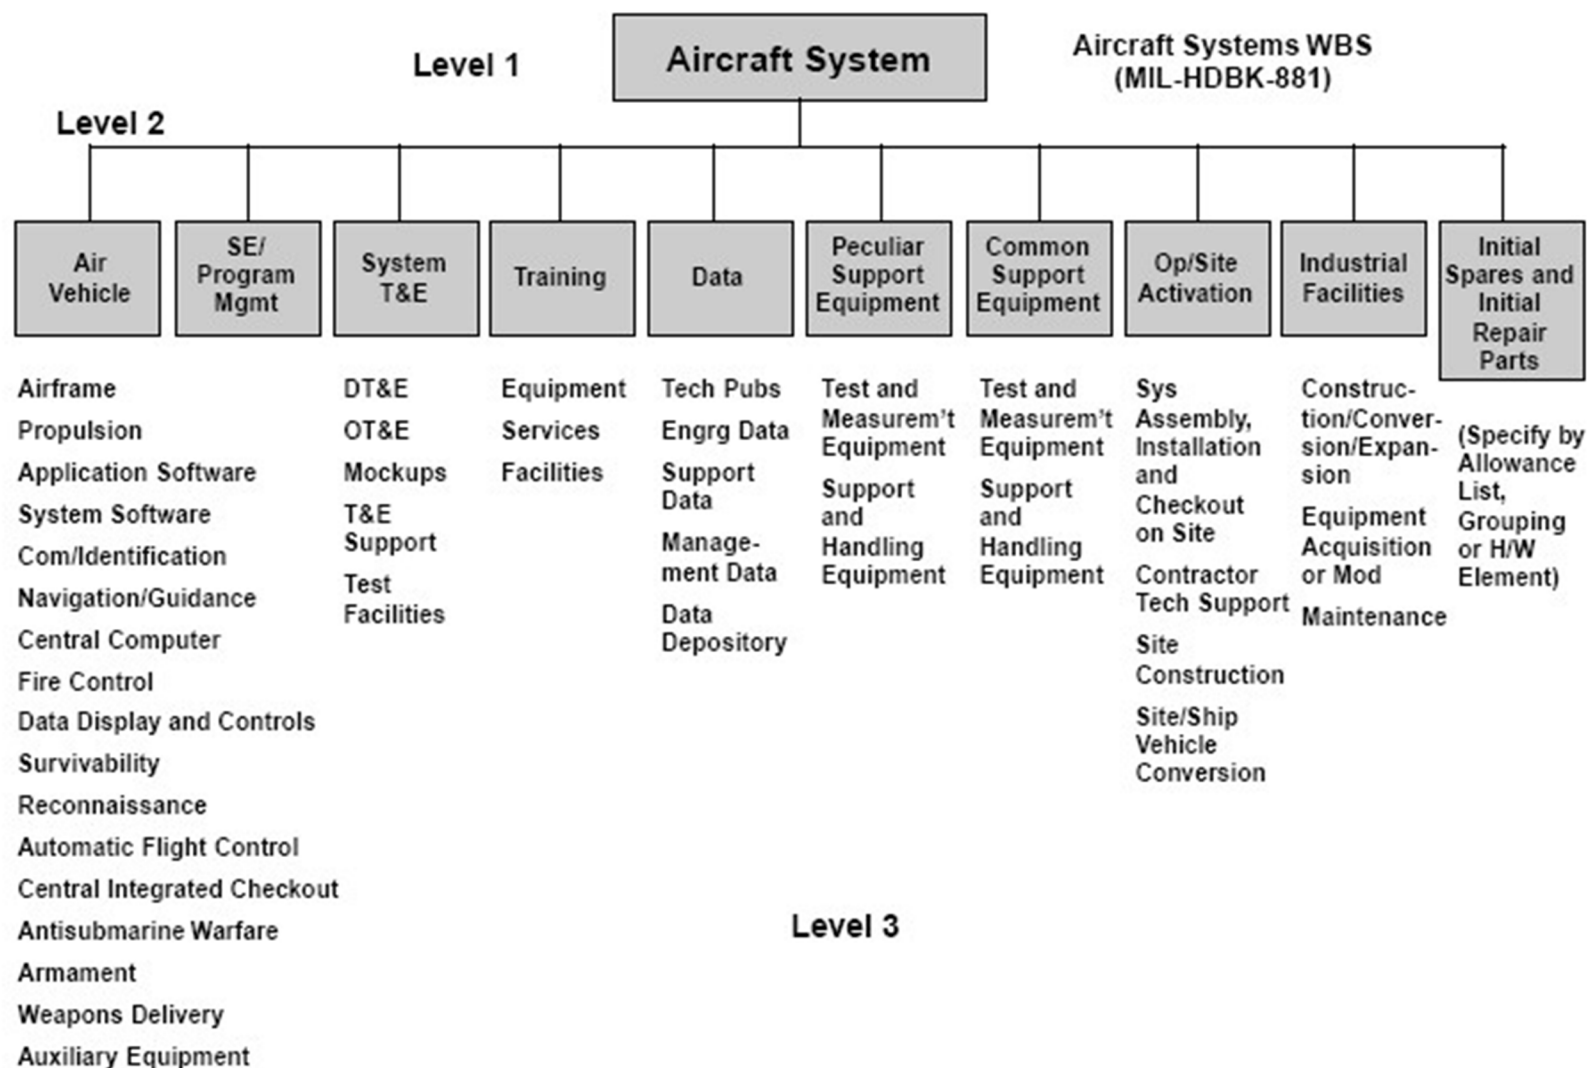 Level 1
Aircraft System
Aircraft Systems WBS
(MIL-HDBK-881)
Level 2
Air
Vehicle
SE/
Program
Mgmt
System
T&E
Training
Data
Peculiar
Support
Equipment
Common
Support
Equipment
Op/Site
Activation
Industrial
Facilities
Initial
Spares and
Initial
Repair
Parts
Airframe
Propulsion
Application Software
System Software
Com/Identification
Navigation/Guidance
Central Computer
Fire Control
Data Display and Controls
Survivability
Reconnaissance
Automatic Flight Control
Central Integrated Checkout
Antisubmarine Warfare
Armament
Weapons Delivery
Auxiliary Equipment
DT&E
OT&E
Mockups
T&E
Support
Test
Facilities
Equipment
Services
Facilities
Tech Pubs
Engrg Data
Support
Data
Manage-
ment Data
Data
Depository
Test and
Measurem't
Equipment
Support
and
Handling
Equipment
Test and
Measurem't
Equipment
Support
and
Handling
Equipment
Sys
Assembly,
Installation
and
Checkout
on Site
Contractor
Tech Support
Site
Construction
Site/Ship
Vehicle
Conversion
Construc-
tion/Conver-
sion/Expan-
sion
Equipment
Acquisition
or Mod
Maintenance
(Specify by
Allowance
List,
Grouping
or H/W
Element)
Level 3